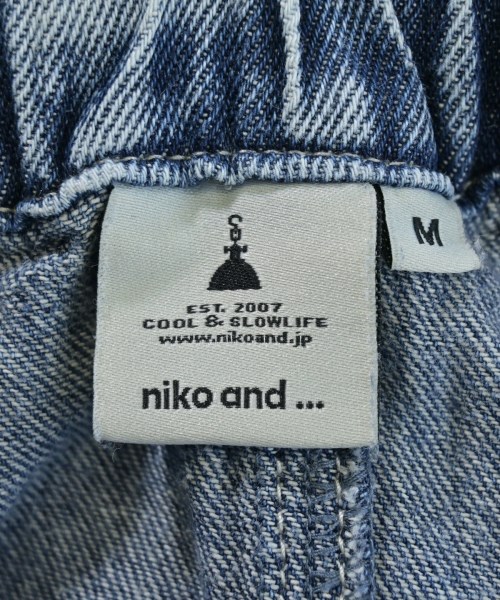 EST. 2007
COOL & SLOWLIFE
www.nikoand.jp
niko and ...
M